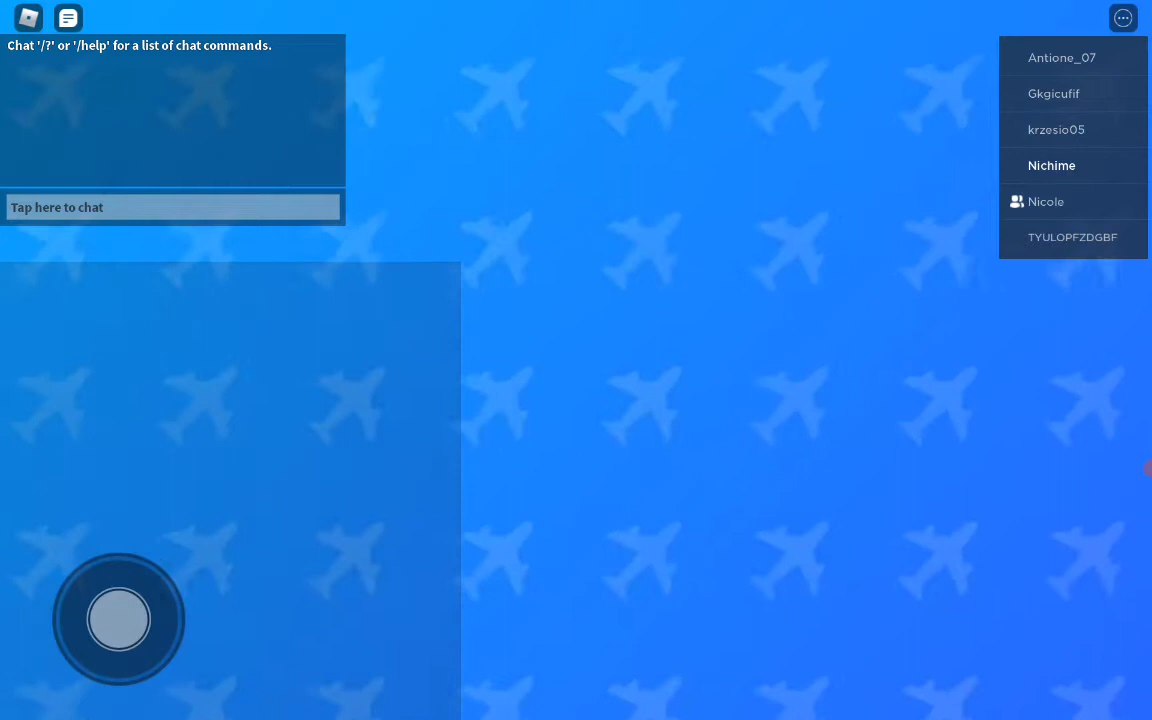 Chat '/?' or '/help' for a list of chat commands.
Tap here to chat
Antione_07
Gkgicufif
krzesio05
Nichime
Nicole
TYULOPFZDGBF